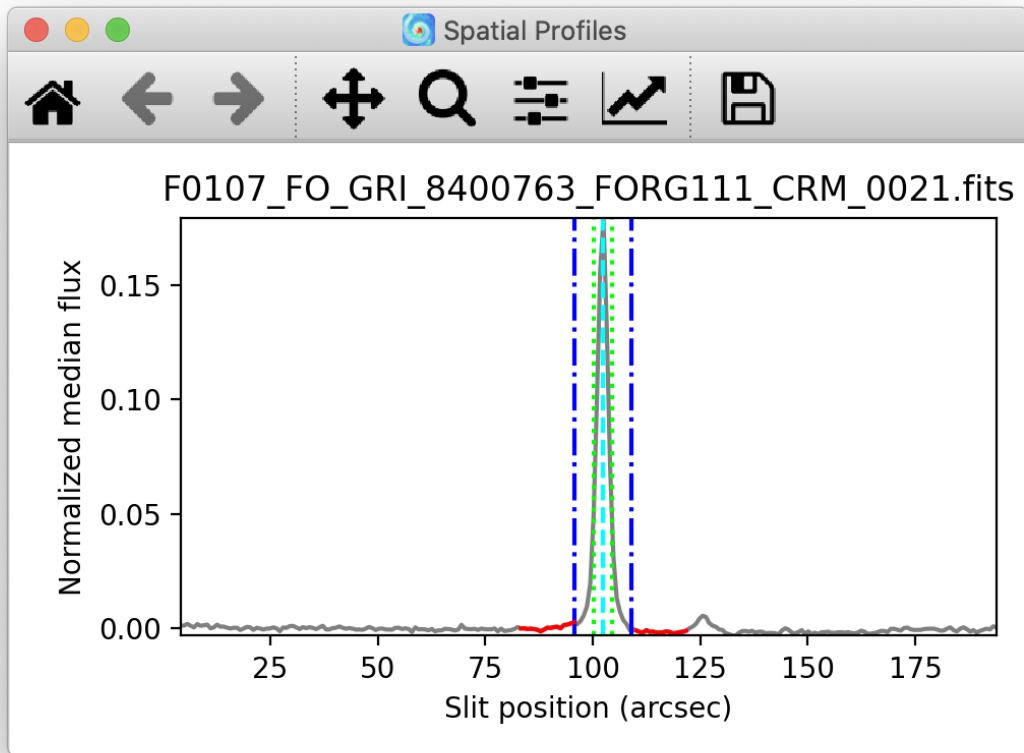 Spatial Profiles
F0107_FO_GRI_8400763_FORG111_CRM_0021.fits
Normalized median flux
0.15
0.10
0.05
0.00
25 50 75 100 125 150 175
Slit position (arcsec)